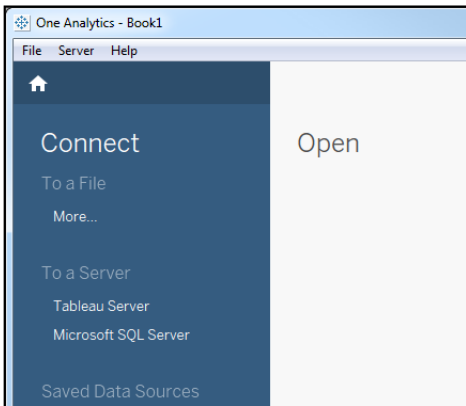 One Analytics - Book1
File Server Help
Connect
Open
To a File
More...
To a Server
Tableau Server
Microsoft SQL Server
Saved Data Sources